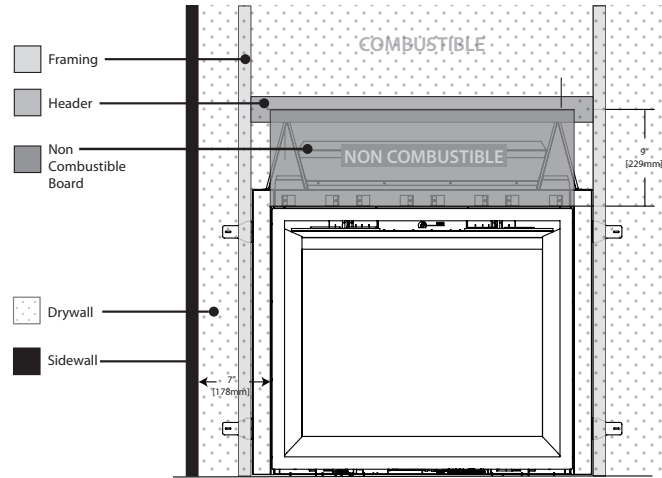 COMBUSTIBLE
Framing
Header
Non
Combustible
Board
NON COMBUSTIBLE
9"
[229mm]
Drywall
Sidewall
7"
[178mm]